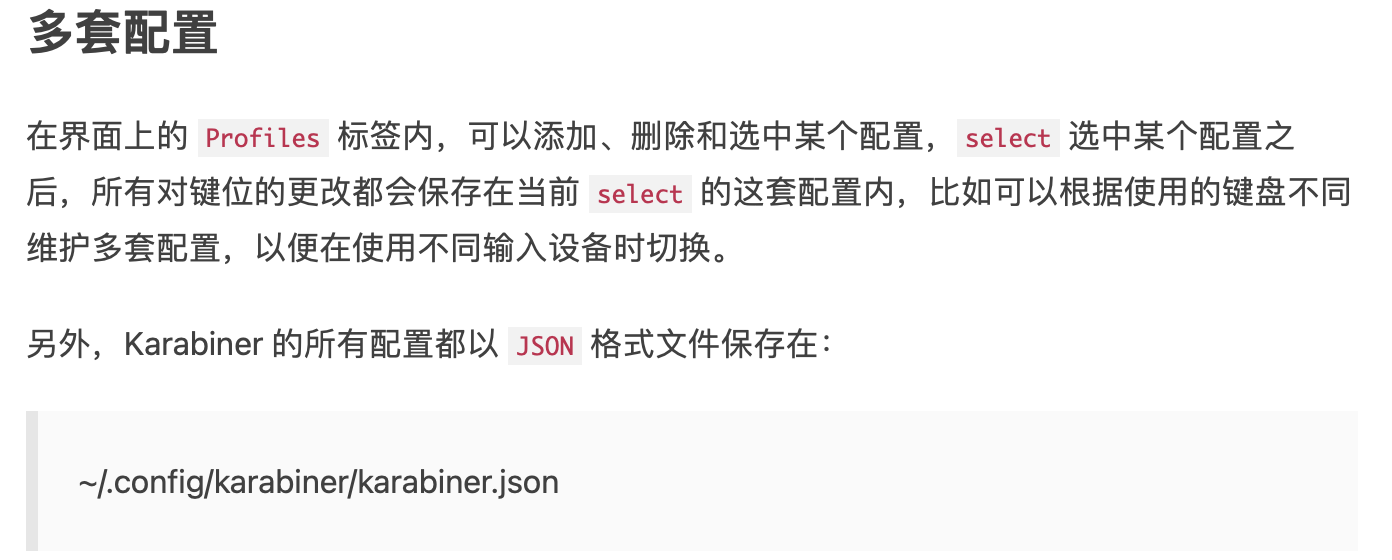 多套配置
在界面上的 Profiles 标签内，可以添加、删除和选中某个配置，select 选中某个配置之
后，所有对键位的更改都会保存在当前 select 的这套配置内，比如可以根据使用的键盘不同
维护多套配置，以便在使用不同输入设备时切换。
另外，Karabiner 的所有配置都以 JSON 格式文件保存在：
~/.config/karabiner/karabiner.json